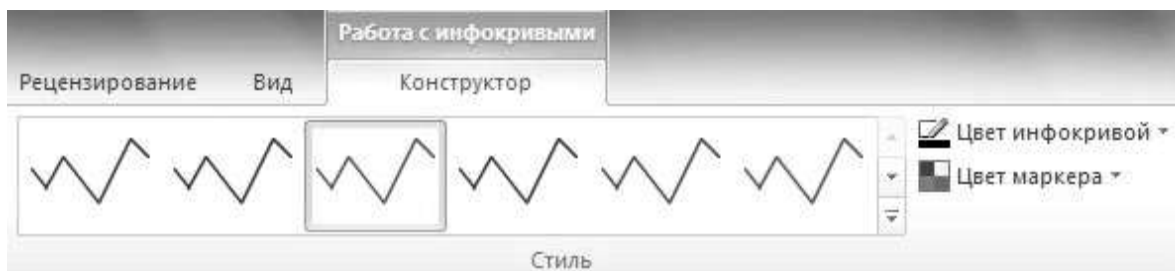 Работа с инфокривыми
Рецензирование Вид Конструктор
Цвет инфокривой
Цвет маркера
Стиль